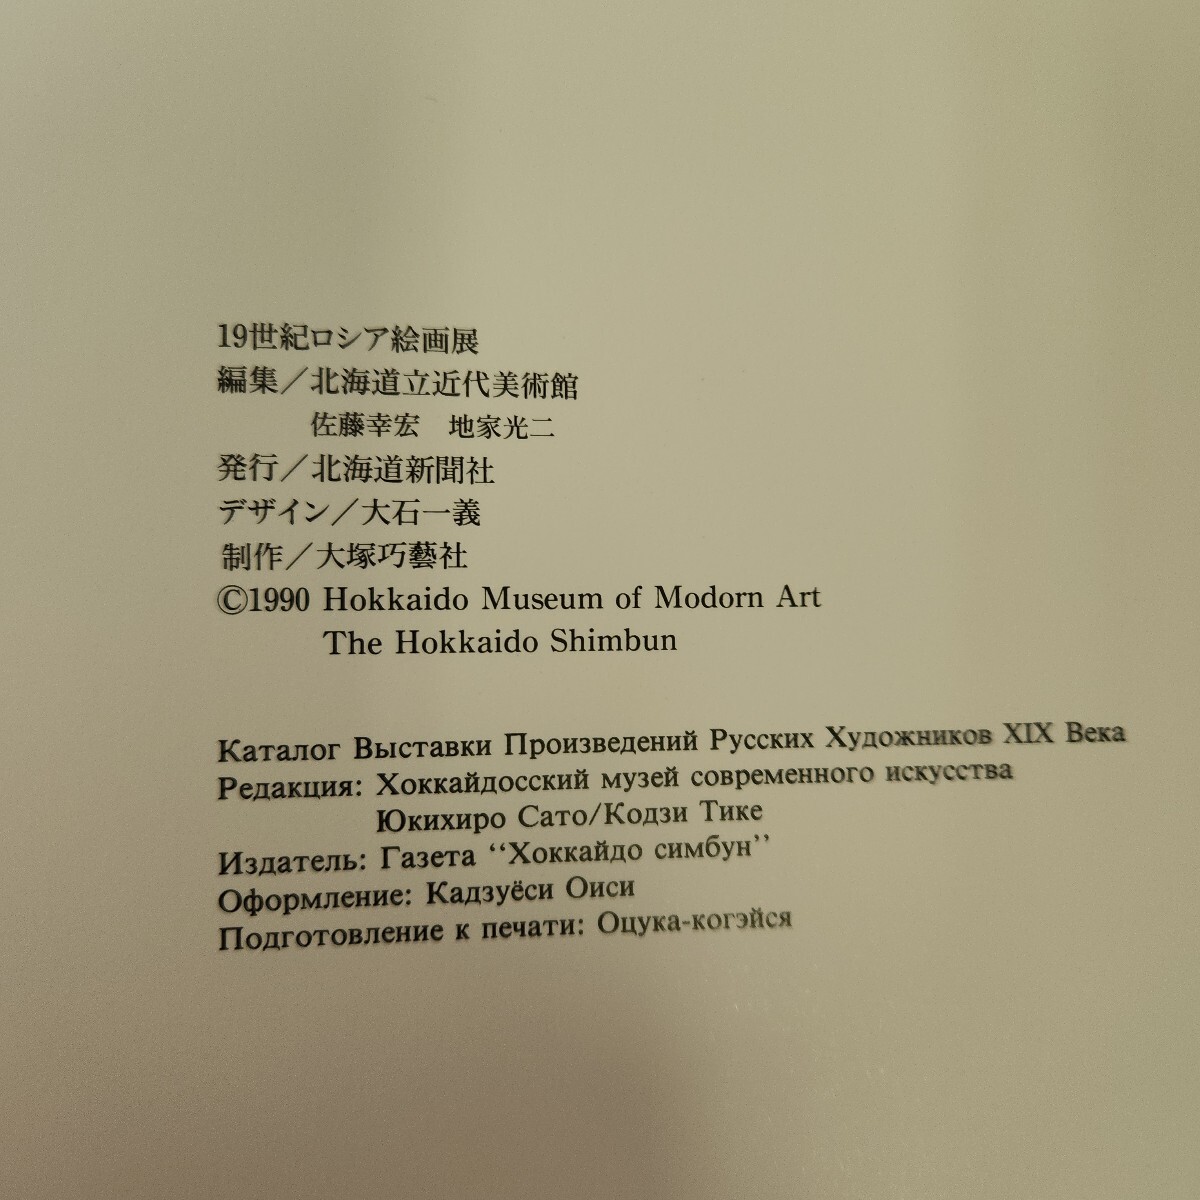 19世紀ロシア絵画展
編集／北海道立近代美術館
佐藤幸宏　地家光二
発行／北海道新聞社
デザイン／大石一義
制作／大塚巧藝社
©1990 Hokkaido Museum of Modorn Art
The Hokkaido Shimbun
Каталог Выставки Произведений Русских Художников XIX Века
Редакция: Хоккайдосский музей современного искусства
Юкихиро Сато/Кодзи Тике
Издатель: Газета “Хоккайдо симбун”
Оформление: Кадзуёси Оиси
Подготовление к печати: Оцука-когэйся